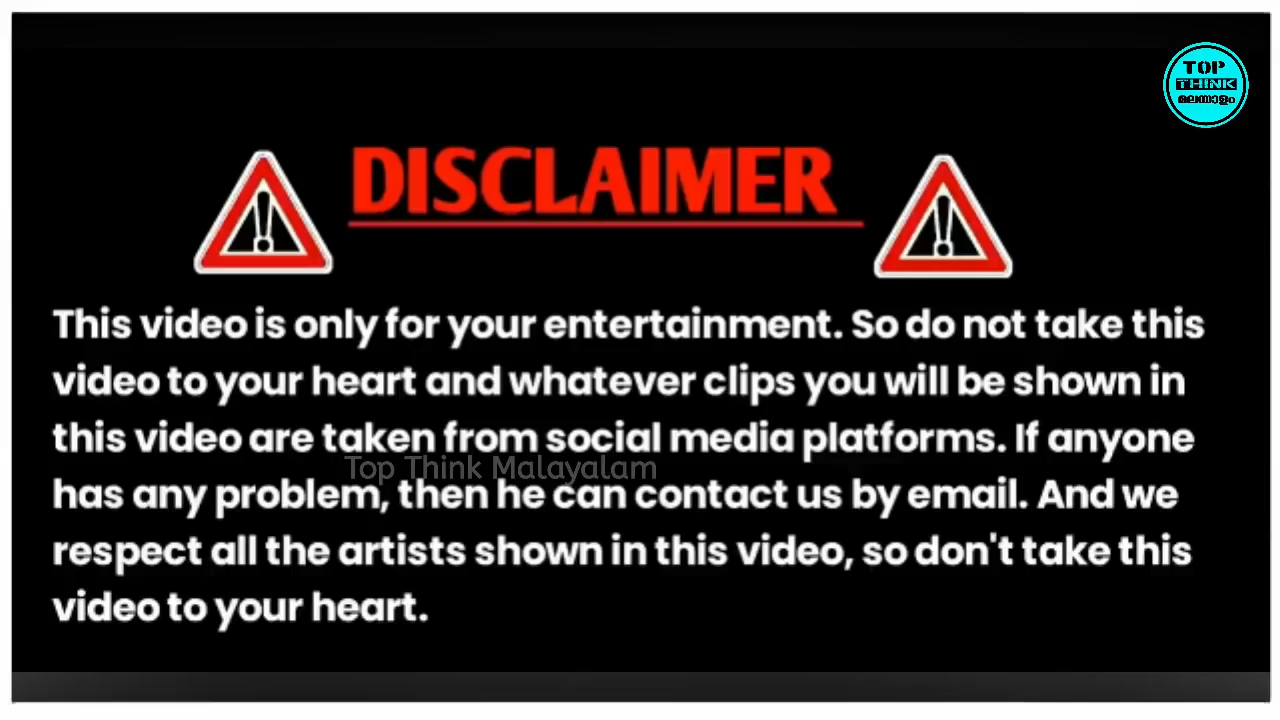 TOP
THINK
മലയാളം
DISCLAIMER
This video is only for your entertainment. So do not take this
video to your heart and whatever clips you will be shown in
this video are taken from social media platforms. If anyone
Top Think Malayalam
has any problem, then he can contact us by email. And we
respect all the artists shown in this video, so don't take this
video to your heart.